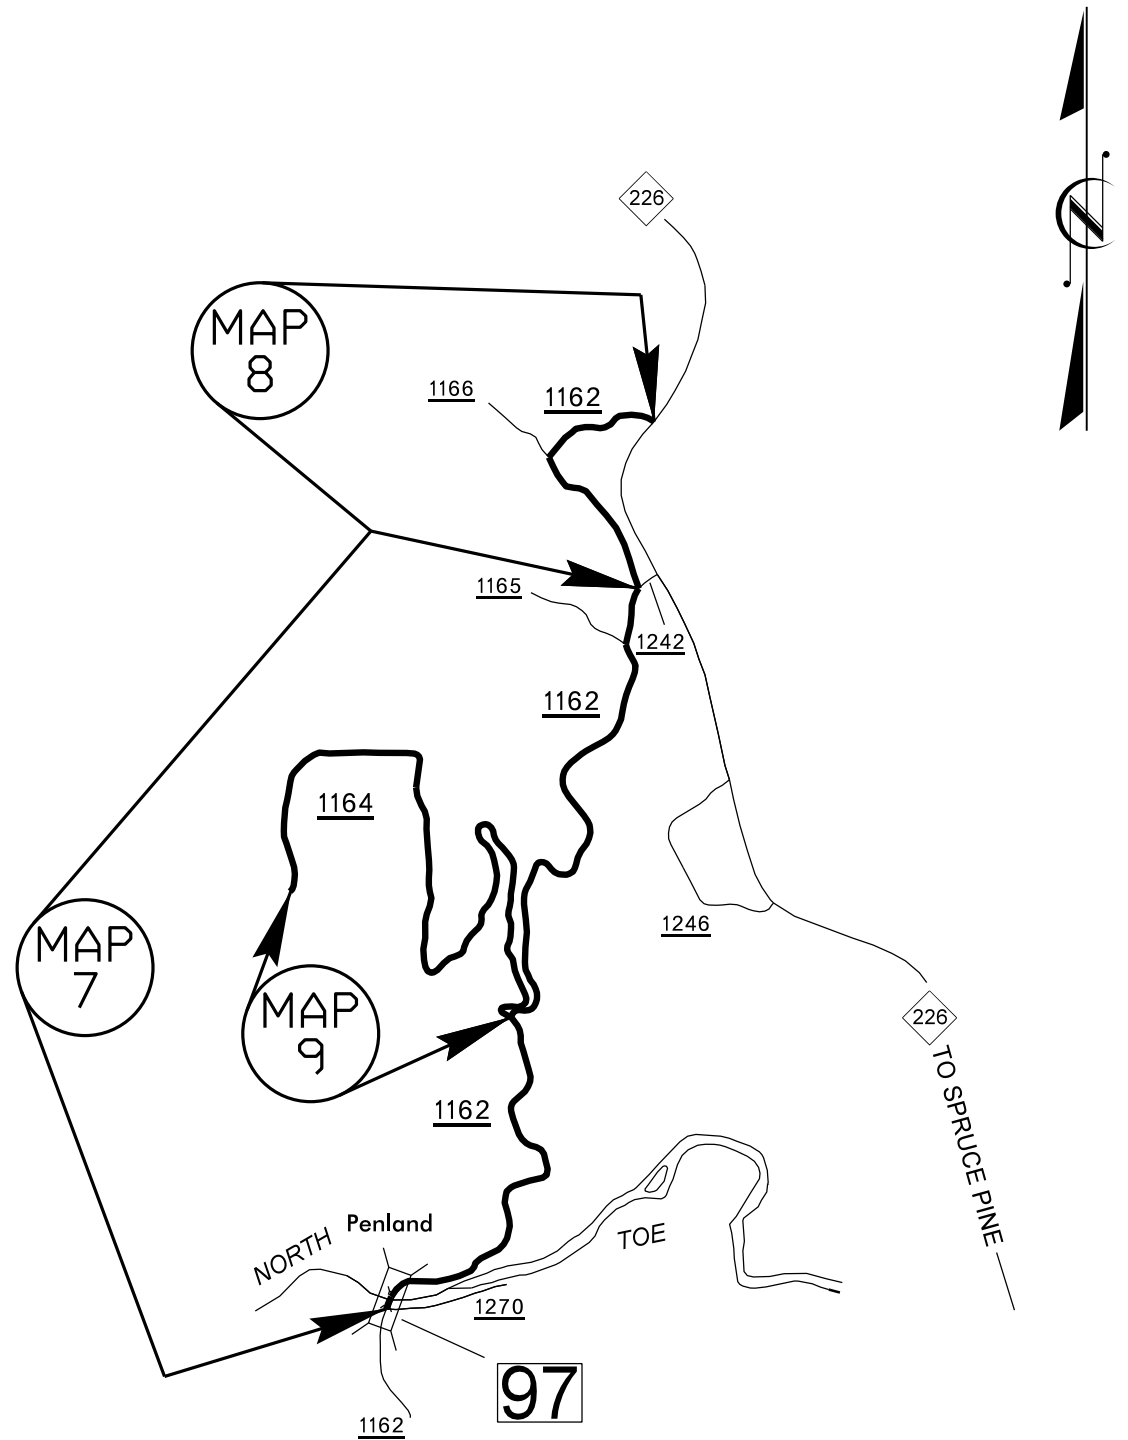 226
MAP
8
1166
1162
1165
1242
1162
1164
1246
MAP
7
MAP
9
226
TO SPRUCE PINE
1162
Penland
NORTH
TOE
1270
97
1162
N